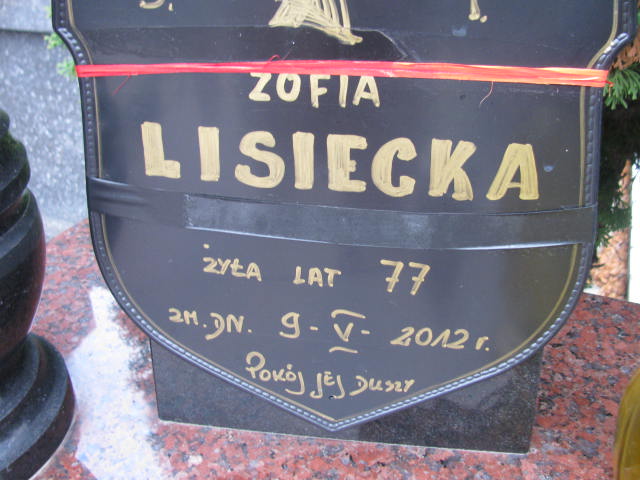 ZOFIA
LISIECKA
ŻYŁA LAT 77
ZM. DN. 9-V-2012 r.
POKÓJ JEJ DUSZY